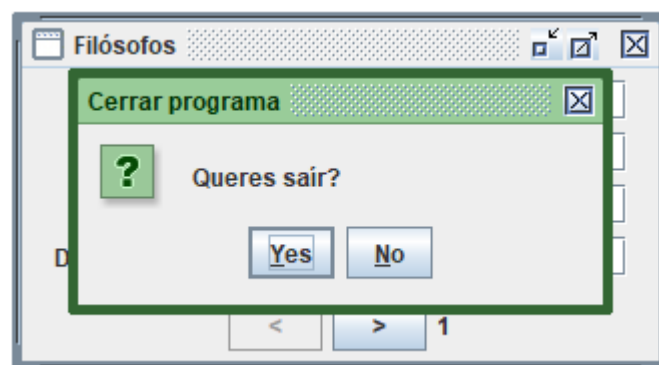 Filósofos
Cerrar programa
?
Queres saír?
Yes No
D
< > 1